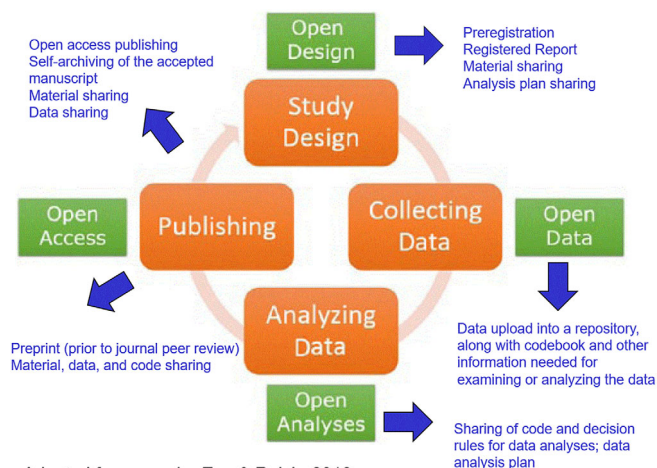 Open
Design
Preregistration
Registered Report
Material sharing
Analysis plan sharing
Open access publishing
Self-archiving of the accepted
manuscript
Material sharing
Data sharing
Study
Design
Open
Access
Publishing
Collecting
Data
Open
Data
Analyzing
Data
Preprint (prior to journal peer review)
Material, data, and code sharing
Data upload into a repository,
along with codebook and other
information needed for
examining or analyzing the data
Open
Analyses
Sharing of code and decision
rules for data analyses; data
analysis plan